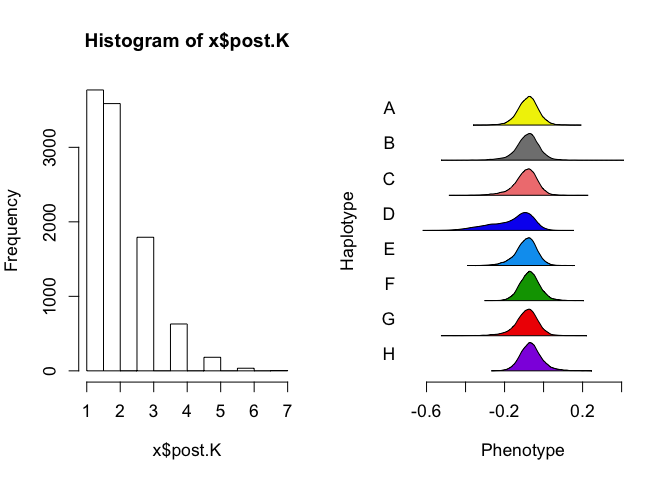 Histogram of x$post.K
Frequency
3000
2000
1000
0
1 2 3 4 5 6 7
x$post.K
Haplotype
A
B
C
D
E
F
G
H
-0.6 -0.2 0.2
Phenotype